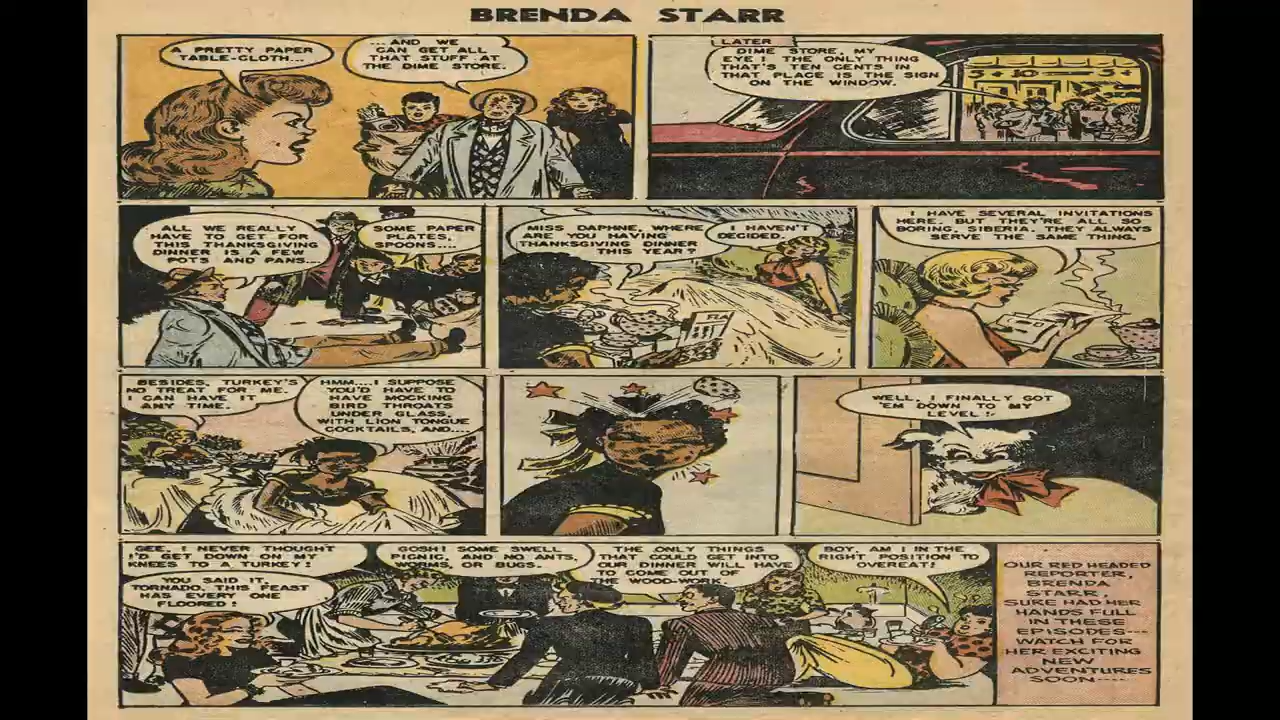 BRENDA STARR
A PRETTY PAPER
TABLE-CLOTH...
...AND WE
CAN GET ALL
THAT STUFF AT
THE DIME STORE.
LATER
DIME STORE, MY
EYE! THE ONLY THING
THAT'S TEN CENTS IN
THAT PLACE IS THE SIGN
ON THE WINDOW.
5¢ 10 5¢
ALL WE REALLY
HAVE TO GET FOR
THIS THANKSGIVING
DINNER IS A FEW
POTS AND PANS...
SOME PAPER
PLATES,
SPOONS....
MISS DAPHNE, WHERE
ARE YOU HAVING
THANKSGIVING DINNER
THIS YEAR?
I HAVEN'T
DECIDED.
I HAVE SEVERAL INVITATIONS
HERE, BUT THEY'RE ALL SO
BORING, SIBERIA. THEY ALWAYS
SERVE THE SAME THING.
BESIDES, TURKEY'S
NO TREAT FOR ME.
I CAN HAVE IT
ANY TIME.
HMM....I SUPPOSE
YOU'D HAVE TO
HAVE MOCKING
BIRD THROATS
UNDER GLASS,
WITH LION TONGUE
COCKTAILS, AND....
WELL, I FINALLY GOT
'EM DOWN TO MY
LEVEL!
GEE, I NEVER THOUGHT
I'D GET DOWN ON MY
KNEES TO A TURKEY!
YOU SAID IT,
TORNADO. THIS FEAST
HAS EVERY ONE
FLOORED!
GOSH! SOME SWELL
PICNIC, AND NO ANTS,
WORMS, OR BUGS.
THE ONLY THINGS
THAT COULD GET INTO
OUR DINNER WILL HAVE
TO COME OUT OF
THE WOOD-WORK.
BOY, AM I IN THE
RIGHT POSITION TO
OVEREAT!
OUR RED HEADED
REPORTER,
BRENDA
STARR,
SURE HAD HER
HANDS FULL
IN THESE
EPISODES---
WATCH FOR
HER EXCITING
NEW
ADVENTURES
SOON----